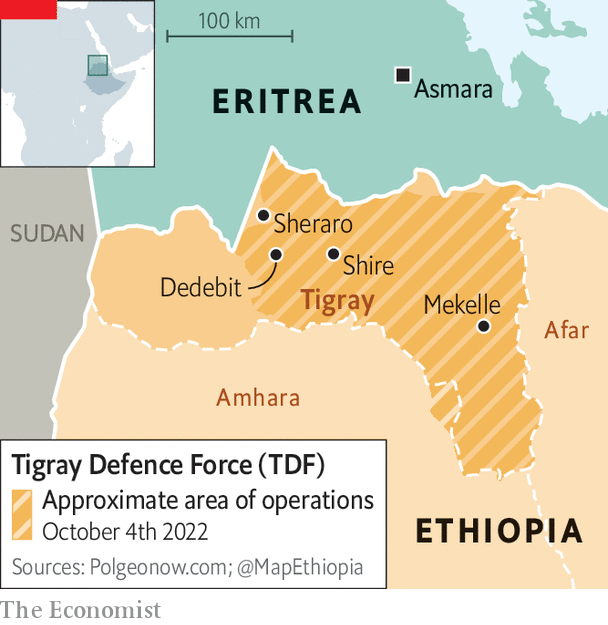 100 km
ERITREA
Asmara
SUDAN
Sheraro
Shire
Dedebit
Tigray
Mekelle
Afar
Amhara
Tigray Defence Force (TDF)
Approximate area of operations
October 4th 2022
Sources: Polgeonow.com; @MapEthiopia
ETHIOPIA
The Economist